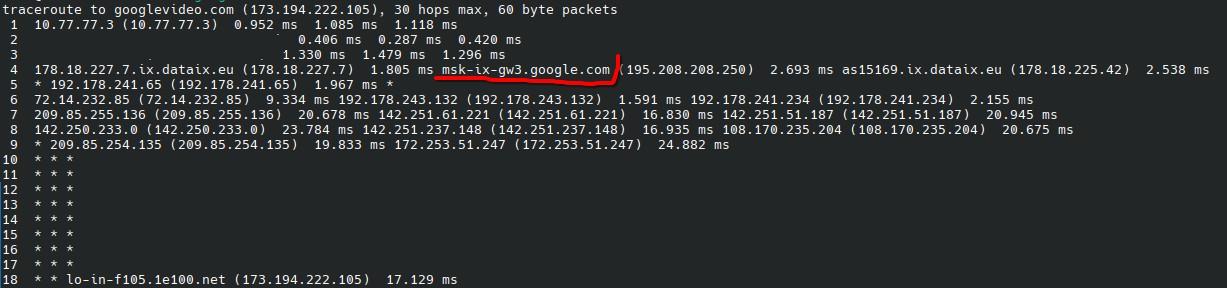 traceroute to googlevideo.com (173.194.222.105), 30 hops max, 60 byte packets
1 10.77.77.3 (10.77.77.3) 0.952 ms 1.085 ms 1.118 ms
2 0.406 ms 0.287 ms 0.420 ms
3 1.330 ms 1.479 ms 1.296 ms
4 178.18.227.7.ix.dataix.eu (178.18.227.7) 1.805 ms msk-ix-gw3.google.com (195.208.208.250) 2.693 ms as15169.ix.dataix.eu (178.18.225.42) 2.538 ms
5 * 192.178.241.65 (192.178.241.65) 1.967 ms *
6 72.14.232.85 (72.14.232.85) 9.334 ms 192.178.243.132 (192.178.243.132) 1.591 ms 192.178.241.234 (192.178.241.234) 2.155 ms
7 209.85.255.136 (209.85.255.136) 20.678 ms 142.251.61.221 (142.251.61.221) 16.830 ms 142.251.51.187 (142.251.51.187) 20.945 ms
8 142.250.233.0 (142.250.233.0) 23.784 ms 142.251.237.148 (142.251.237.148) 16.935 ms 108.170.235.204 (108.170.235.204) 20.675 ms
9 * 209.85.254.135 (209.85.254.135) 19.833 ms 172.253.51.247 (172.253.51.247) 24.882 ms
10 * * *
11 * * *
12 * * *
13 * * *
14 * * *
15 * * *
16 * * *
17 * * *
18 * * lo-in-f105.1e100.net (173.194.222.105) 17.129 ms